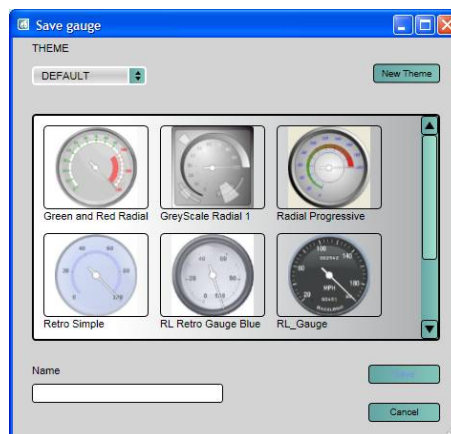 Save gauge
THEME
DEFAULT
New Theme
Green and Red Radial
GreyScale Radial 1
Radial Progressive
Retro Simple
RL Retro Gauge Blue
RL_Gauge
MPH
Name
Cancel